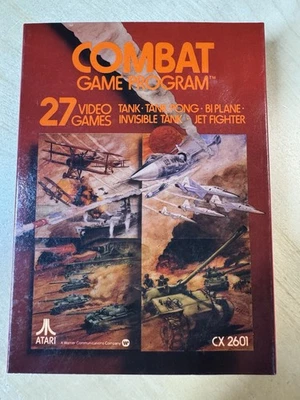 COMBAT
GAME PROGRAM™
27 VIDEO GAMES
TANK · TANK-PONG · BI-PLANE ·
INVISIBLE TANK · JET FIGHTER
ATARI
A Warner Communications Company
CX 2601